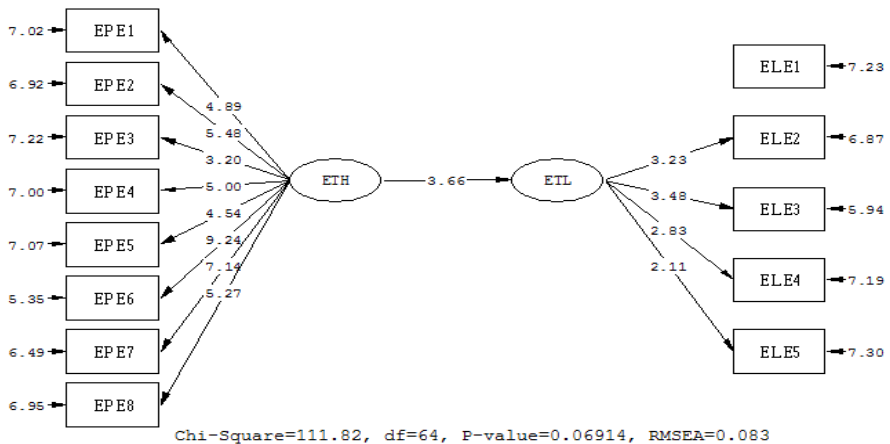 7.02 EPE1
6.92 EPE2
7.22 EPE3
7.00 EPE4
7.07 EPE5
5.35 EPE6
6.49 EPE7
6.95 EPE8
4.89
5.48
3.20
5.00
4.54
9.24
7.14
5.27
ETH 3.66 ETL
3.23
3.48
2.83
2.11
ELE1 7.23
ELE2 6.87
ELE3 5.94
ELE4 7.19
ELE5 7.30
Chi-Square=111.82, df=64, P-value=0.06914, RMSEA=0.083